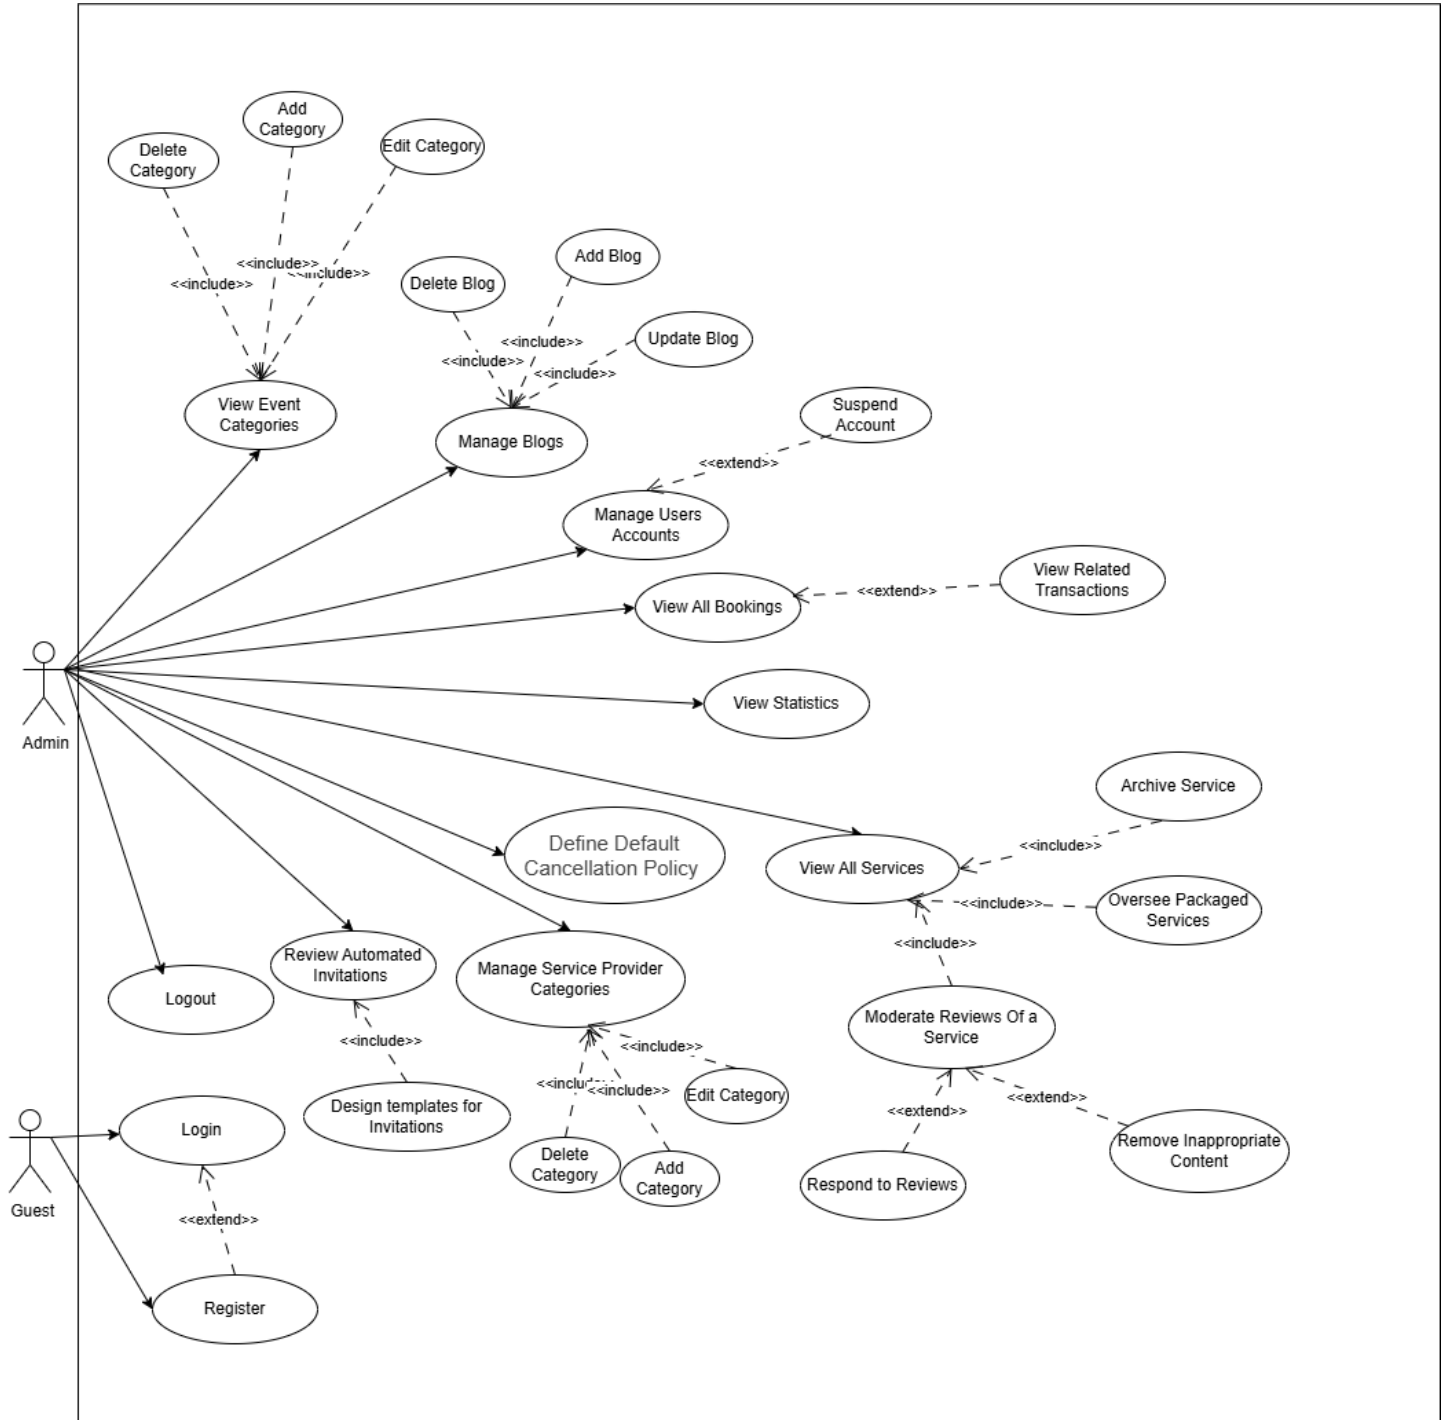 Add
Category
Delete
Category
Edit Category
<<include>>
<<include>>
<<include>>
View Event
Categories
Add Blog
Delete Blog
Update Blog
<<include>>
<<include>>
<<include>>
Manage Blogs
Suspend
Account
<<extend>>
Manage Users
Accounts
View Related
Transactions
<<extend>>
View All Bookings
View Statistics
Admin
Archive Service
<<include>>
View All Services
Define Default
Cancellation Policy
Oversee Packaged
Services
<<include>>
<<include>>
Review Automated
Invitations
Manage Service Provider
Categories
Logout
Moderate Reviews Of a
Service
<<include>>
<<include>>
<<include>>
<<include>>
Edit Category
Design templates for
Invitations
<<extend>>
<<extend>>
Login
Delete
Category
Add
Category
Remove Inappropriate
Content
Respond to Reviews
Guest
<<extend>>
Register